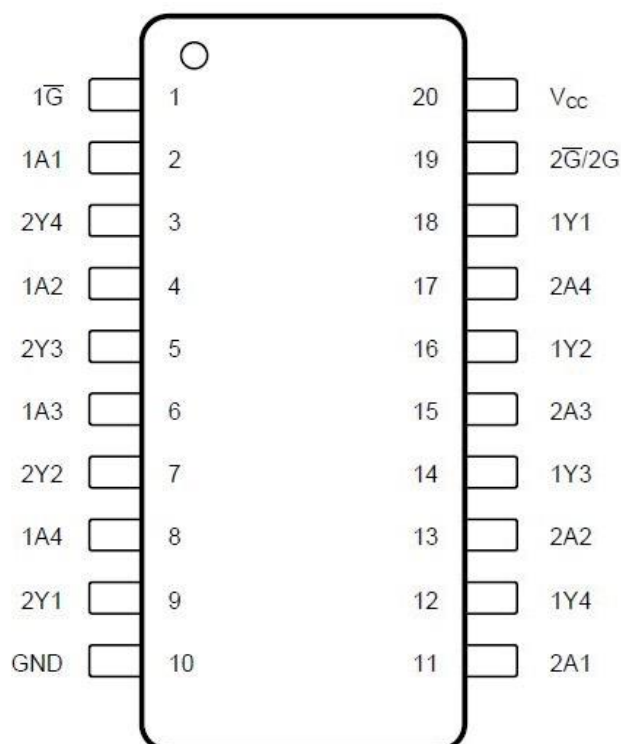 1G̅ 1 20 Vcc
1A1 2 19 2G̅/2G
2Y4 3 18 1Y1
1A2 4 17 2A4
2Y3 5 16 1Y2
1A3 6 15 2A3
2Y2 7 14 1Y3
1A4 8 13 2A2
2Y1 9 12 1Y4
GND 10 11 2A1